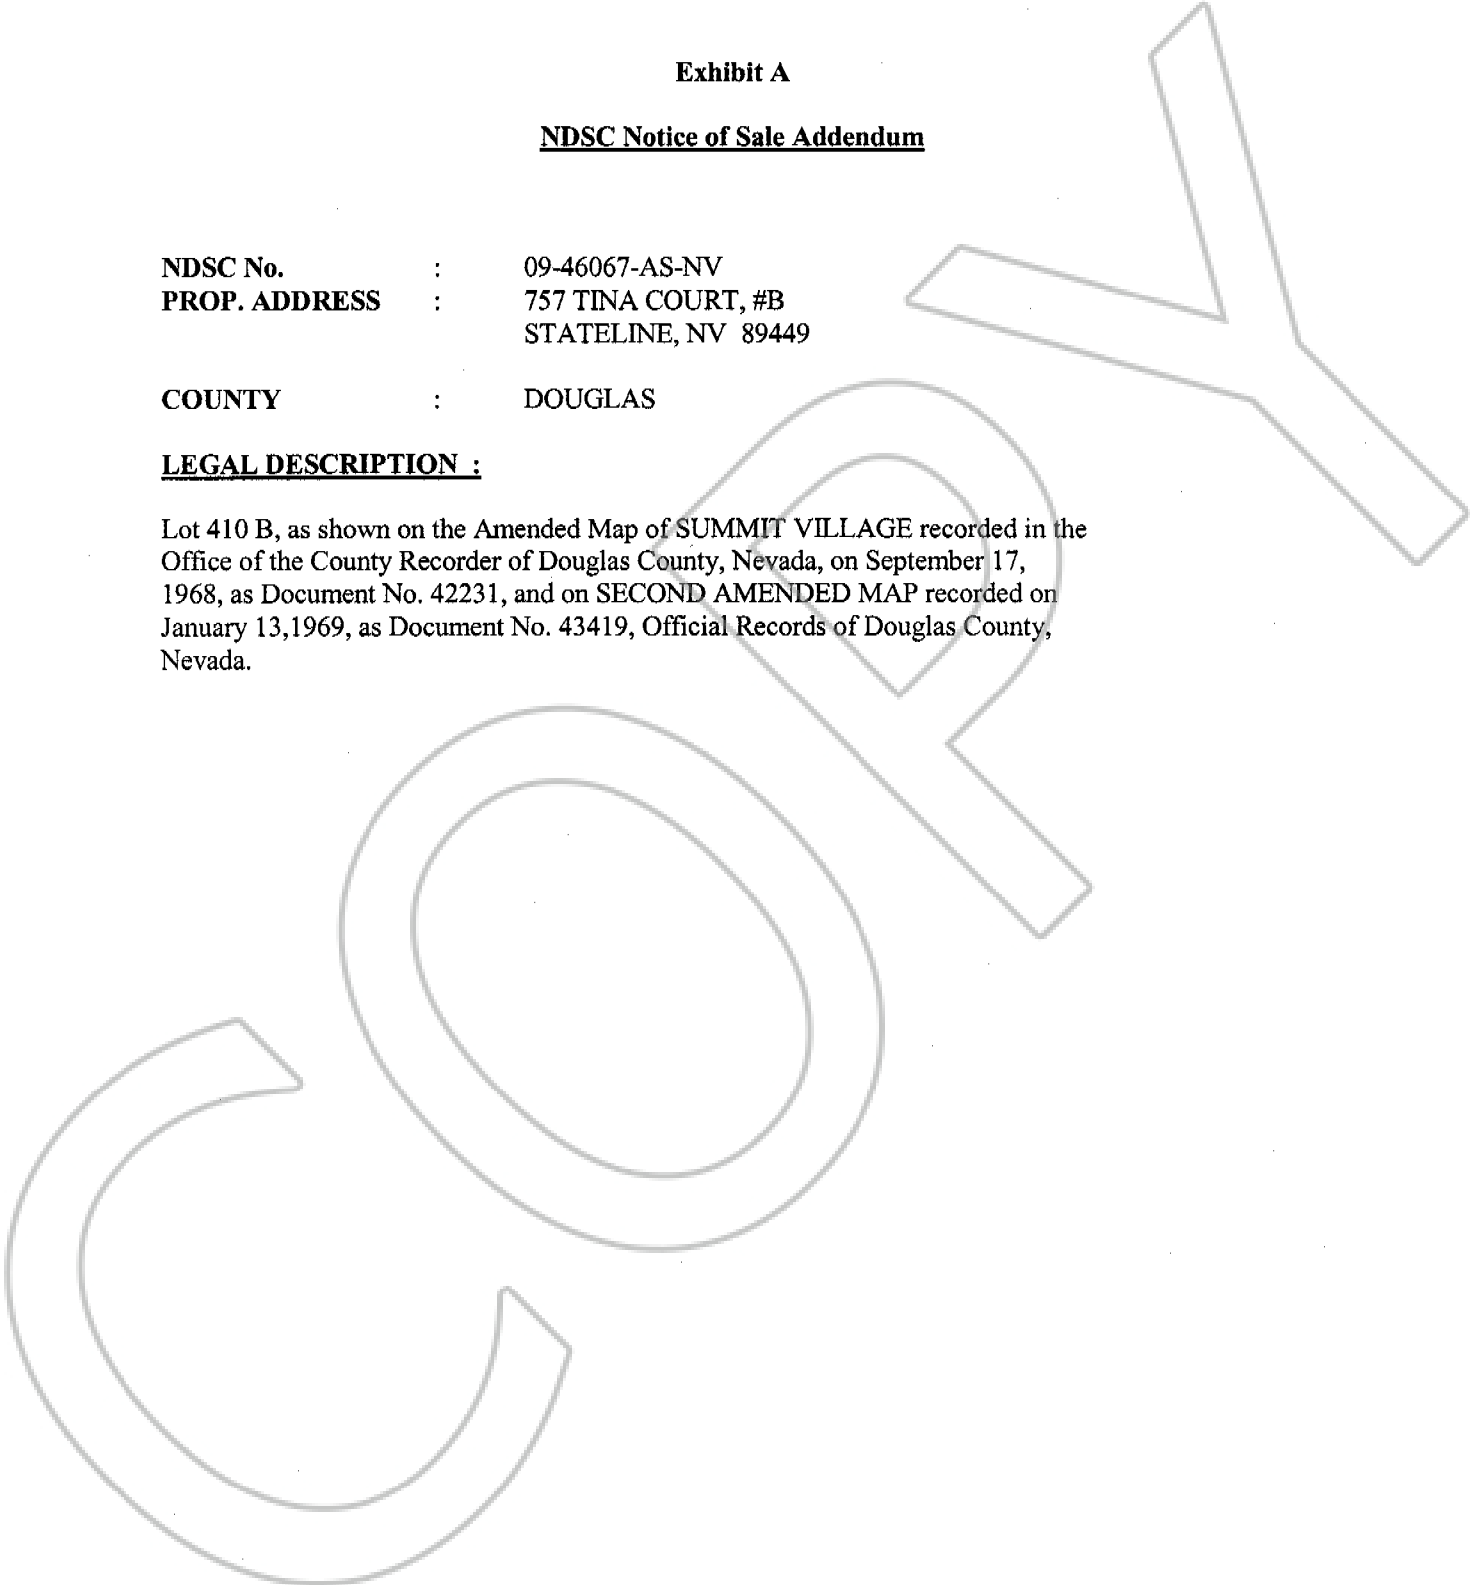 Exhibit A
NDSC Notice of Sale Addendum
NDSC No. : 09-46067-AS-NV
PROP. ADDRESS : 757 TINA COURT, #B
STATELINE, NV 89449
COUNTY : DOUGLAS
LEGAL DESCRIPTION :
Lot 410 B, as shown on the Amended Map of SUMMIT VILLAGE recorded in the
Office of the County Recorder of Douglas County, Nevada, on September 17,
1968, as Document No. 42231, and on SECOND AMENDED MAP recorded on
January 13,1969, as Document No. 43419, Official Records of Douglas County,
Nevada.
COPY